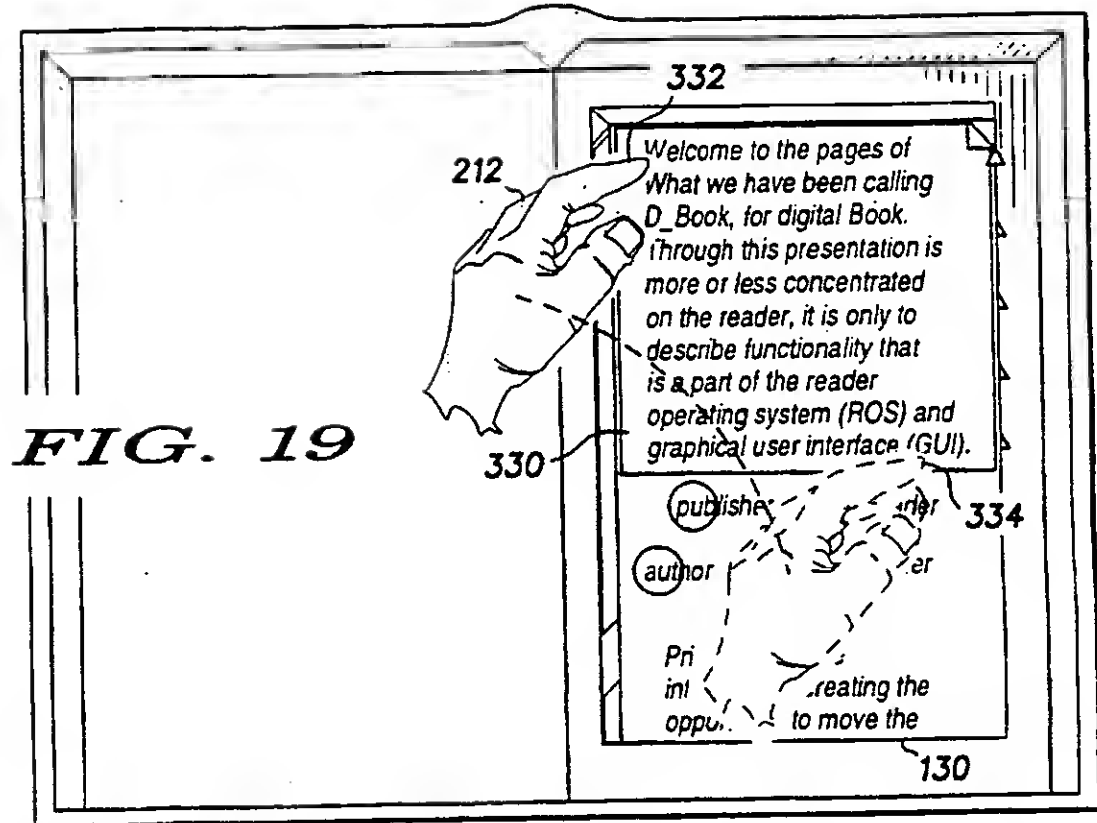 332
212
Welcome to the pages of
What we have been calling
D_Book, for digital Book.
Through this presentation is
more or less concentrated
on the reader, it is only to
describe functionality that
is a part of the reader
operating system (ROS) and
graphical user interface (GUI).
FIG. 19
330
334
publisher
author
creating the
to move the
130